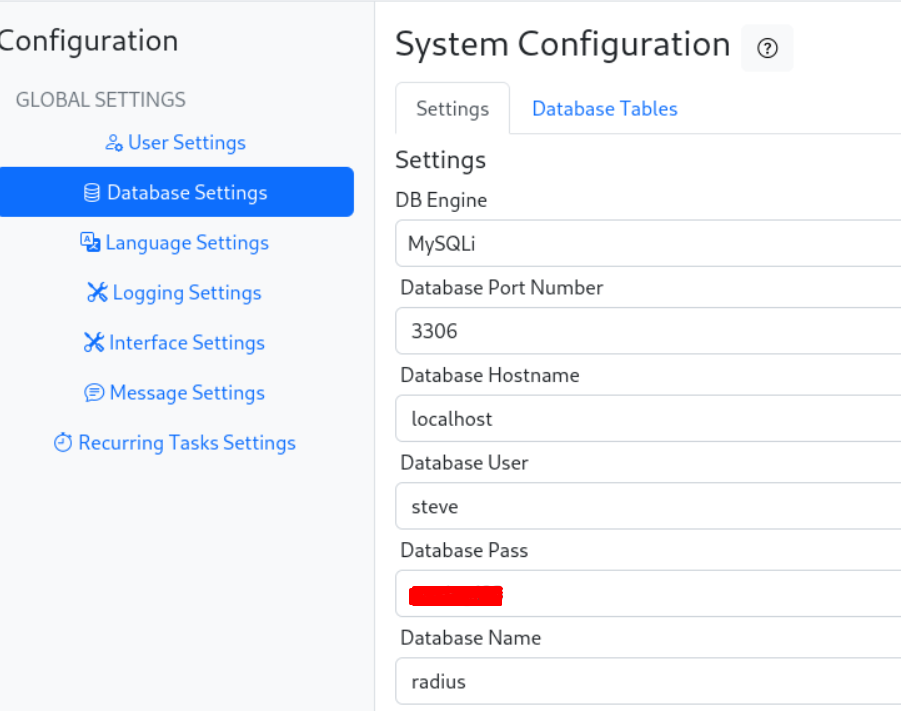 Configuration
GLOBAL SETTINGS
User Settings
Database Settings
Language Settings
Logging Settings
Interface Settings
Message Settings
Recurring Tasks Settings
System Configuration
Settings Database Tables
Settings
DB Engine
MySQLi
Database Port Number
3306
Database Hostname
localhost
Database User
steve
Database Pass
Database Name
radius